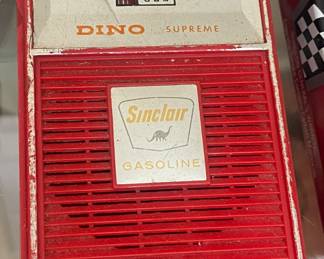 DINO SUPREME
Sinclair
GASOLINE